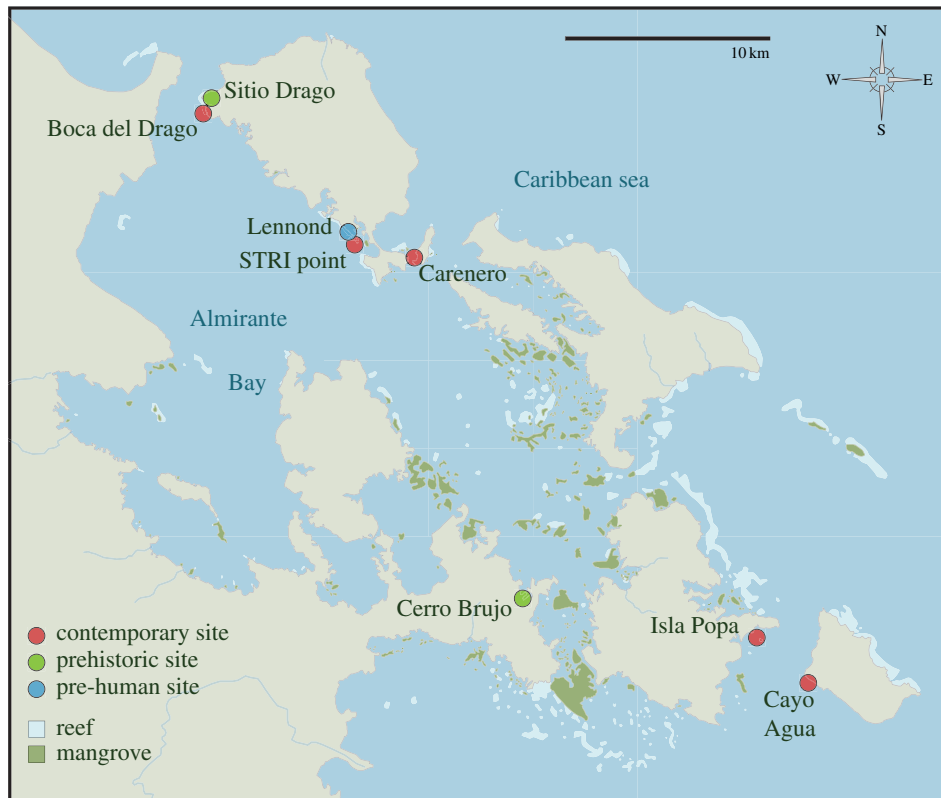 N
10 km
W E
S
Sitio Drago
Boca del Drago
Caribbean sea
Lennond
STRI point
Carenero
Almirante
Bay
Cerro Brujo
Isla Popa
Cayo
Agua
contemporary site
prehistoric site
pre-human site
reef
mangrove